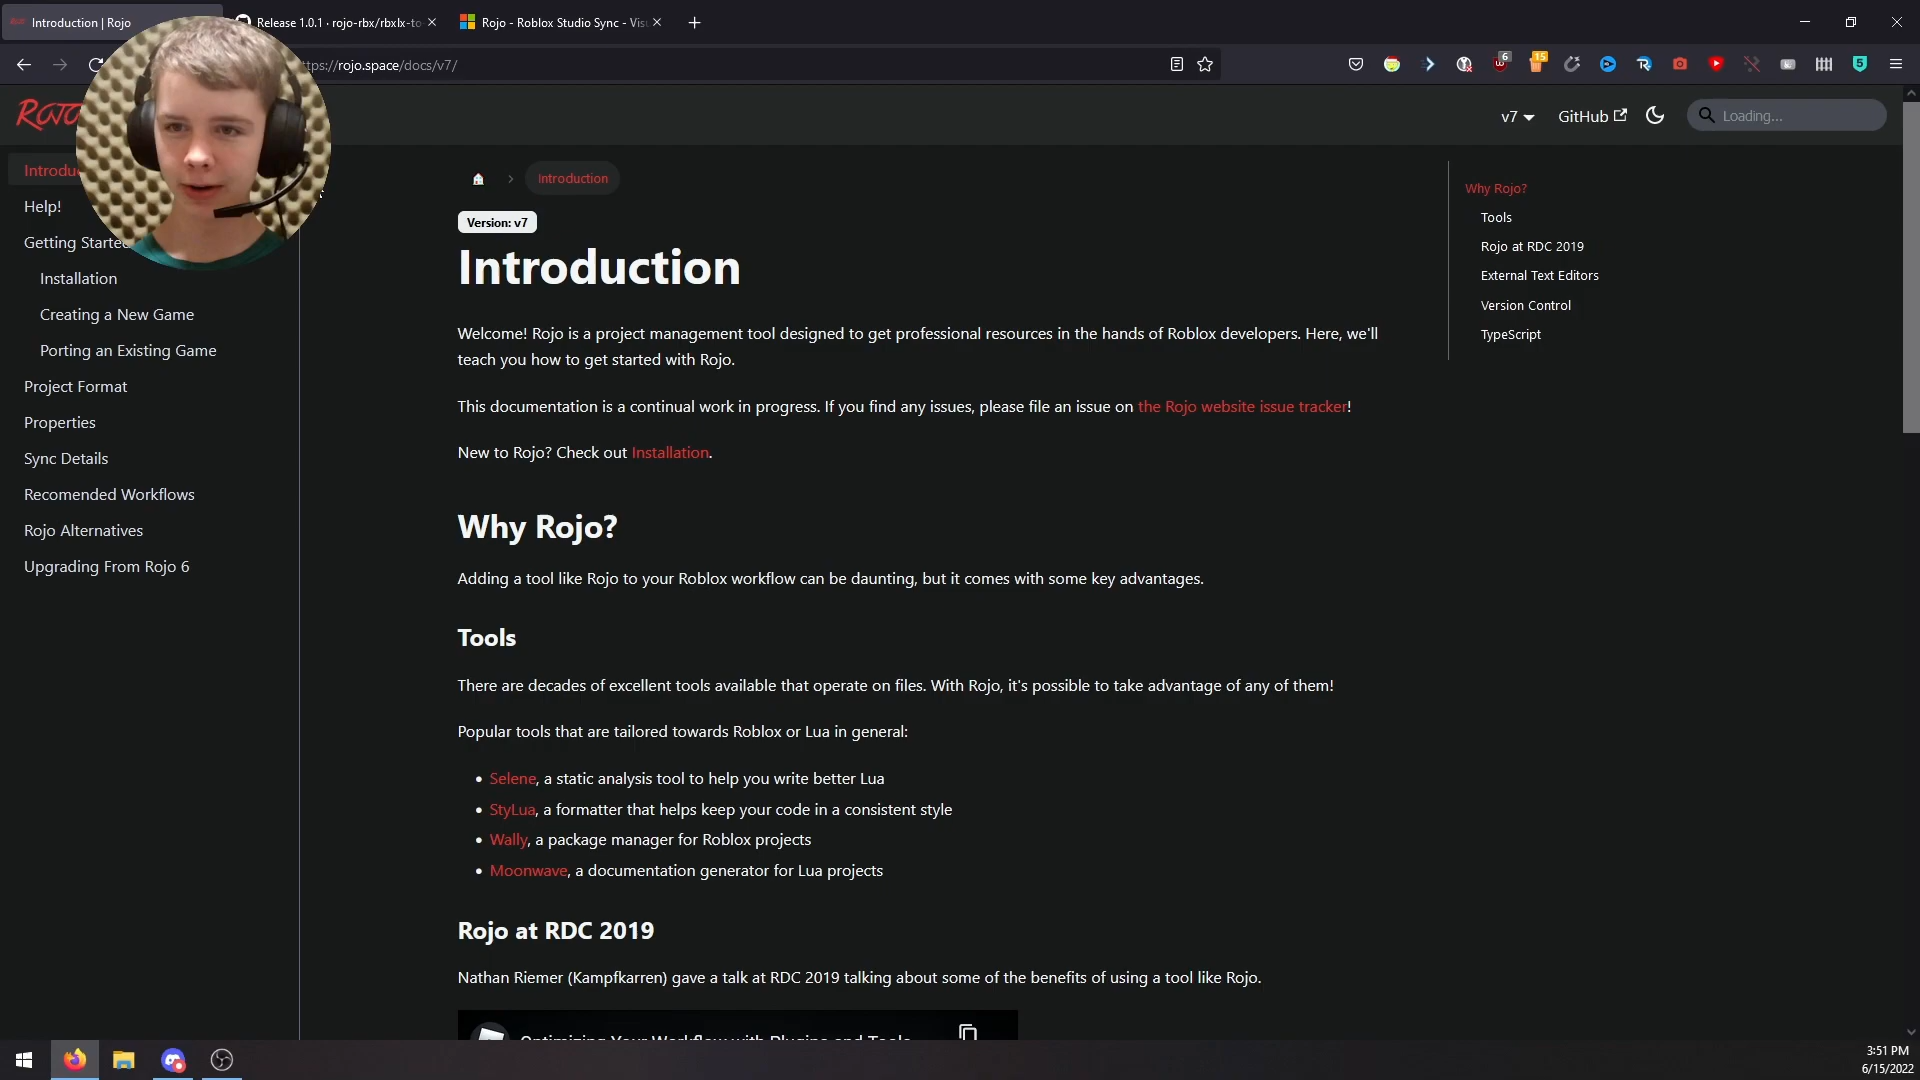 Introduction | Rojo
Release 1.0.1 · rojo-rbx/rbxlx-to-
Rojo - Roblox Studio Sync - Vis
ttps://rojo.space/docs/v7/
6
15
5
ROJO
v7
GitHub
Loading...
Introduc
Help!
Getting Started
Installation
Creating a New Game
Porting an Existing Game
Project Format
Properties
Sync Details
Recomended Workflows
Rojo Alternatives
Upgrading From Rojo 6
Introduction
Version: v7
Introduction
Welcome! Rojo is a project management tool designed to get professional resources in the hands of Roblox developers. Here, we'll
teach you how to get started with Rojo.
This documentation is a continual work in progress. If you find any issues, please file an issue on the Rojo website issue tracker!
New to Rojo? Check out Installation.
Why Rojo?
Adding a tool like Rojo to your Roblox workflow can be daunting, but it comes with some key advantages.
Tools
There are decades of excellent tools available that operate on files. With Rojo, it's possible to take advantage of any of them!
Popular tools that are tailored towards Roblox or Lua in general:
• Selene, a static analysis tool to help you write better Lua
• StyLua, a formatter that helps keep your code in a consistent style
• Wally, a package manager for Roblox projects
• Moonwave, a documentation generator for Lua projects
Rojo at RDC 2019
Nathan Riemer (Kampfkarren) gave a talk at RDC 2019 talking about some of the benefits of using a tool like Rojo.
Optimizing Your Workflow with Plugins and Tools
Why Rojo?
Tools
Rojo at RDC 2019
External Text Editors
Version Control
TypeScript
3:51 PM
6/15/2022